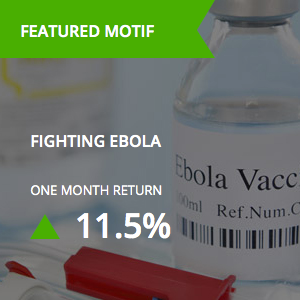 FEATURED MOTIF
FIGHTING EBOLA
ONE MONTH RETURN
11.5%
Ebola Vacc
Ref.Num.C